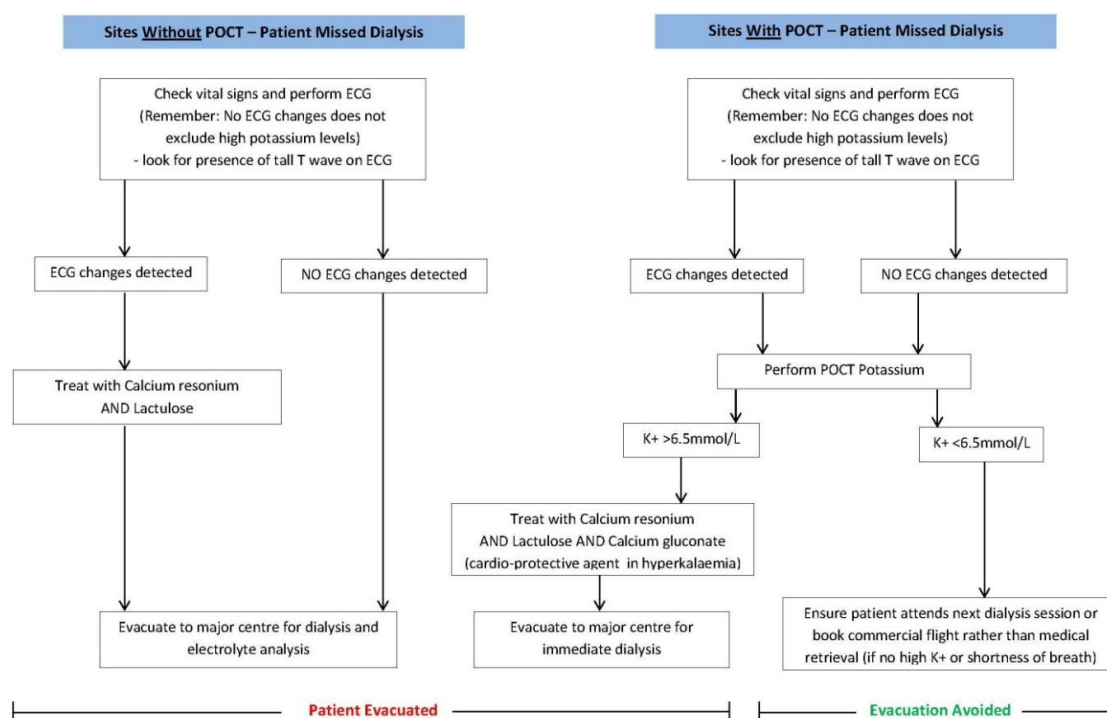 Sites Without POCT – Patient Missed Dialysis
Check vital signs and perform ECG
(Remember: No ECG changes does not
exclude high potassium levels)
- look for presence of tall T wave on ECG
ECG changes detected
NO ECG changes detected
Treat with Calcium resonium
AND Lactulose
Evacuate to major centre for dialysis and
electrolyte analysis
Sites With POCT – Patient Missed Dialysis
Check vital signs and perform ECG
(Remember: No ECG changes does not
exclude high potassium levels)
- look for presence of tall T wave on ECG
ECG changes detected
NO ECG changes detected
Perform POCT Potassium
K+ >6.5mmol/L
K+ <6.5mmol/L
Treat with Calcium resonium
AND Lactulose AND Calcium gluconate
(cardio-protective agent in hyperkalaemia)
Evacuate to major centre for
immediate dialysis
Ensure patient attends next dialysis session or
book commercial flight rather than medical
retrieval (if no high K+ or shortness of breath)
Patient Evacuated
Evacuation Avoided